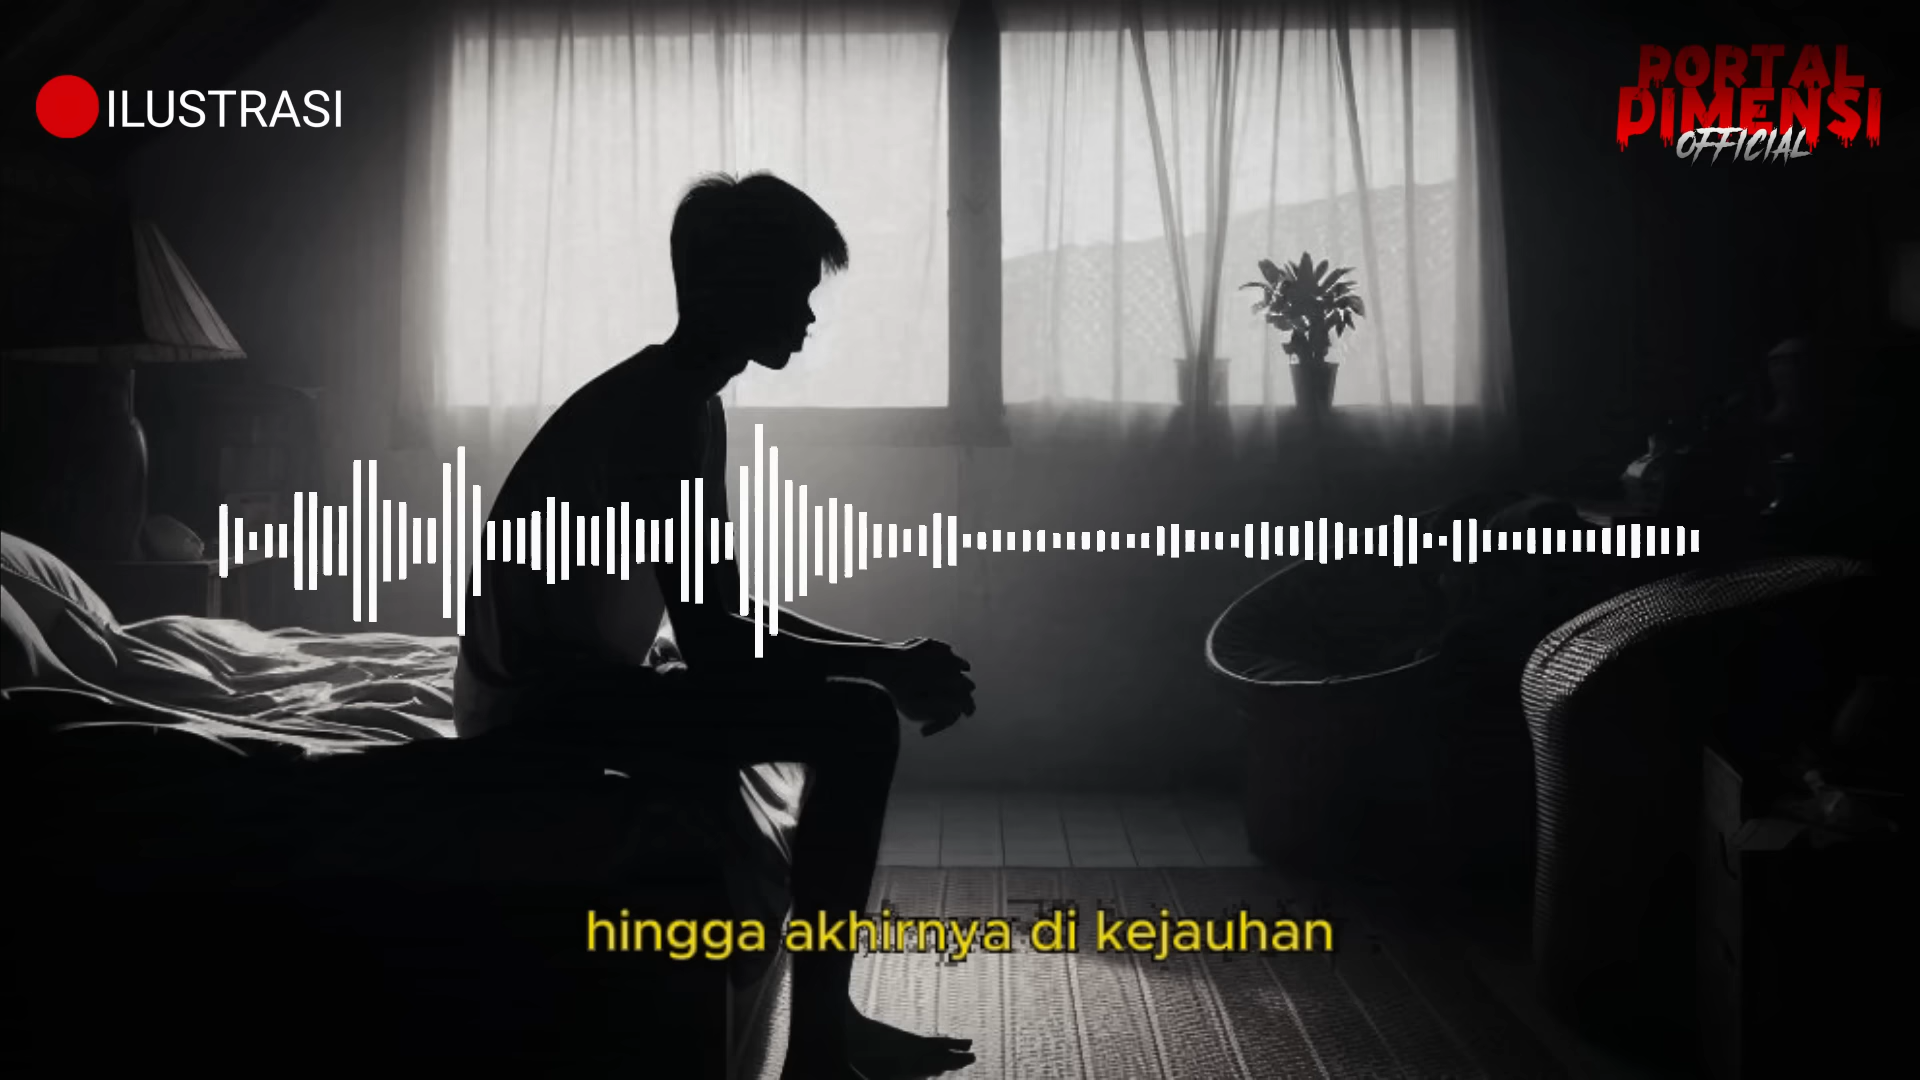 ILUSTRASI
PORTAL
DIMENSI
OFFICIAL
hingga akhirnya di kejauhan